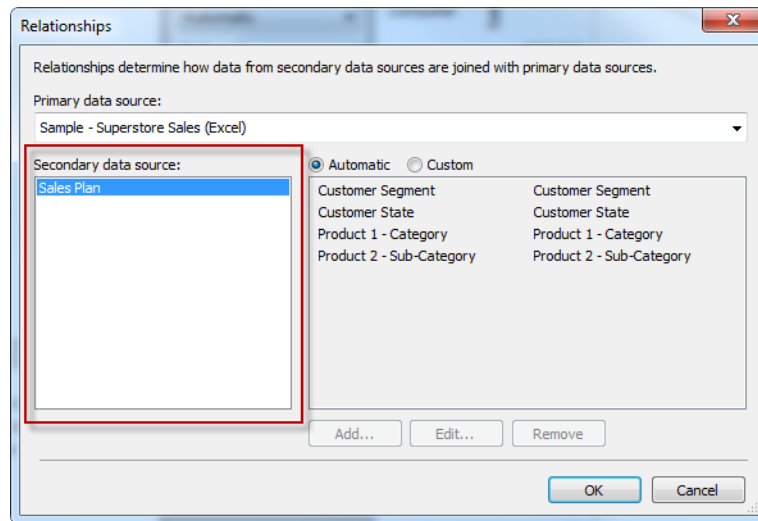 Relationships
Relationships determine how data from secondary data sources are joined with primary data sources.
Primary data source:
Sample - Superstore Sales (Excel)
Secondary data source:
Automatic Custom
Sales Plan
Customer Segment Customer Segment
Customer State Customer State
Product 1 - Category Product 1 - Category
Product 2 - Sub-Category Product 2 - Sub-Category
Add... Edit... Remove
OK Cancel